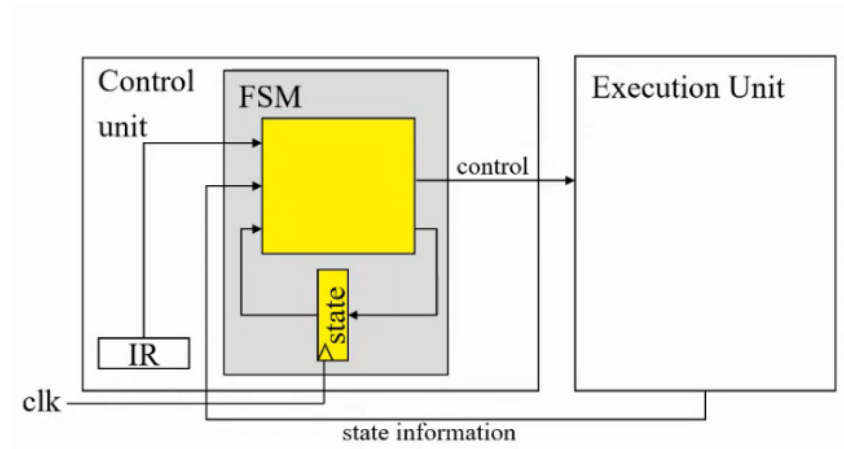 Control
unit
FSM
Execution Unit
control
state
IR
clk
state information